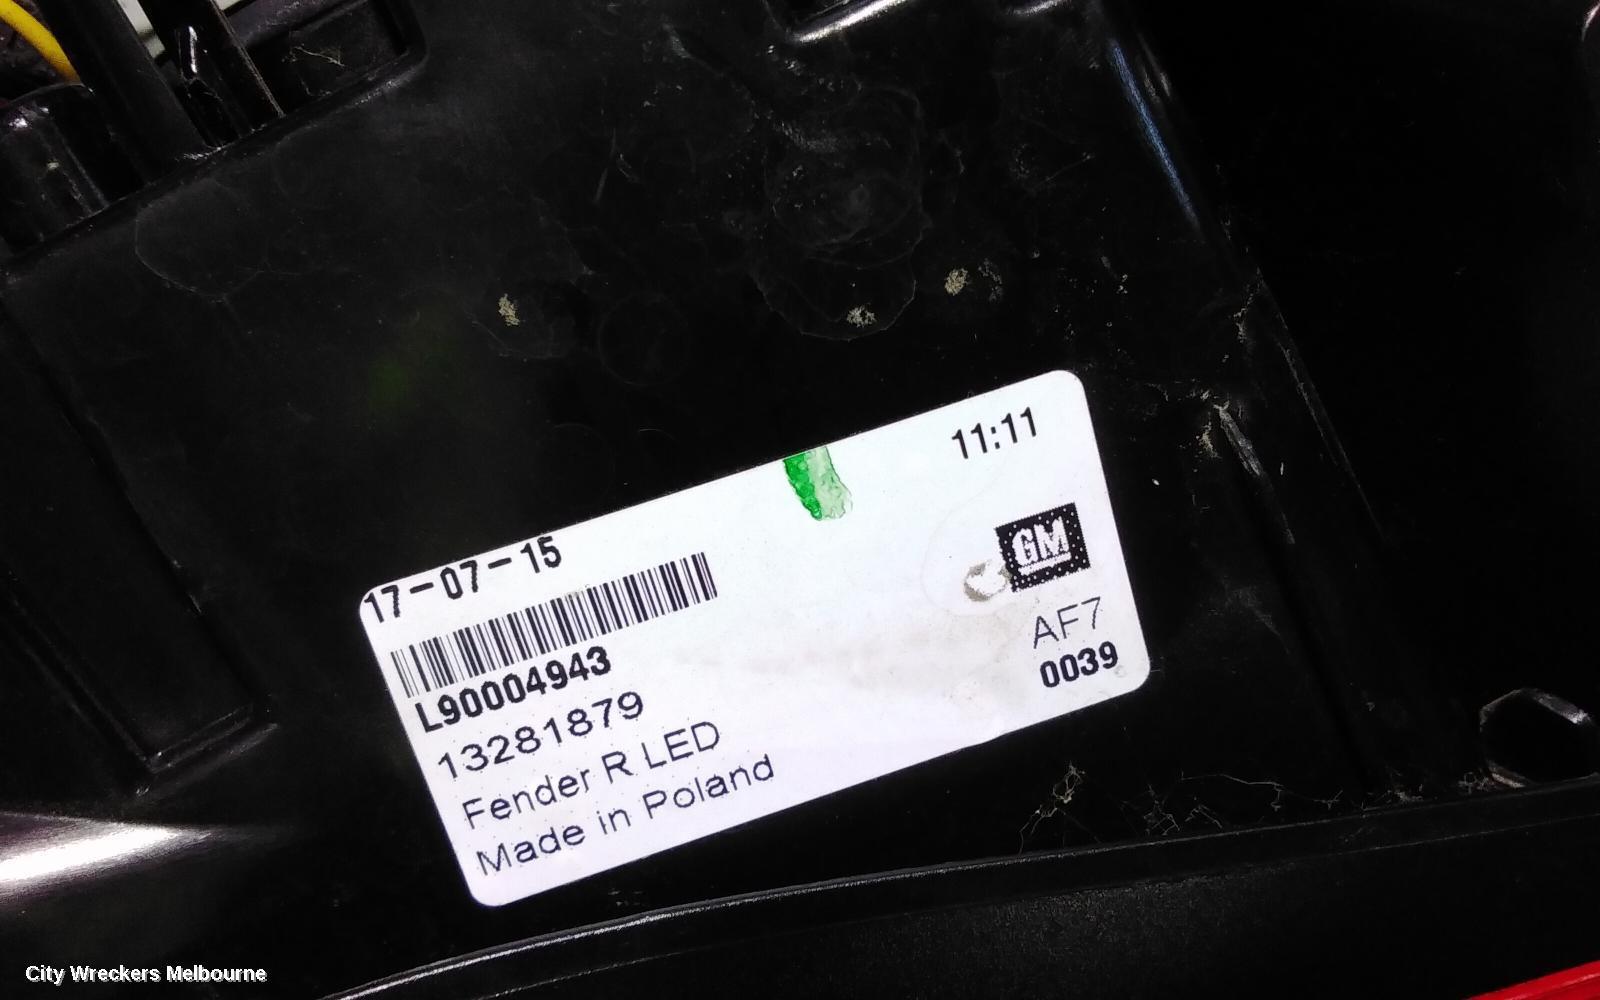 11:11
17-07-15
GM
L90004943
AF7
13281879
0039
Fender R LED
Made in Poland
City Wreckers Melbourne